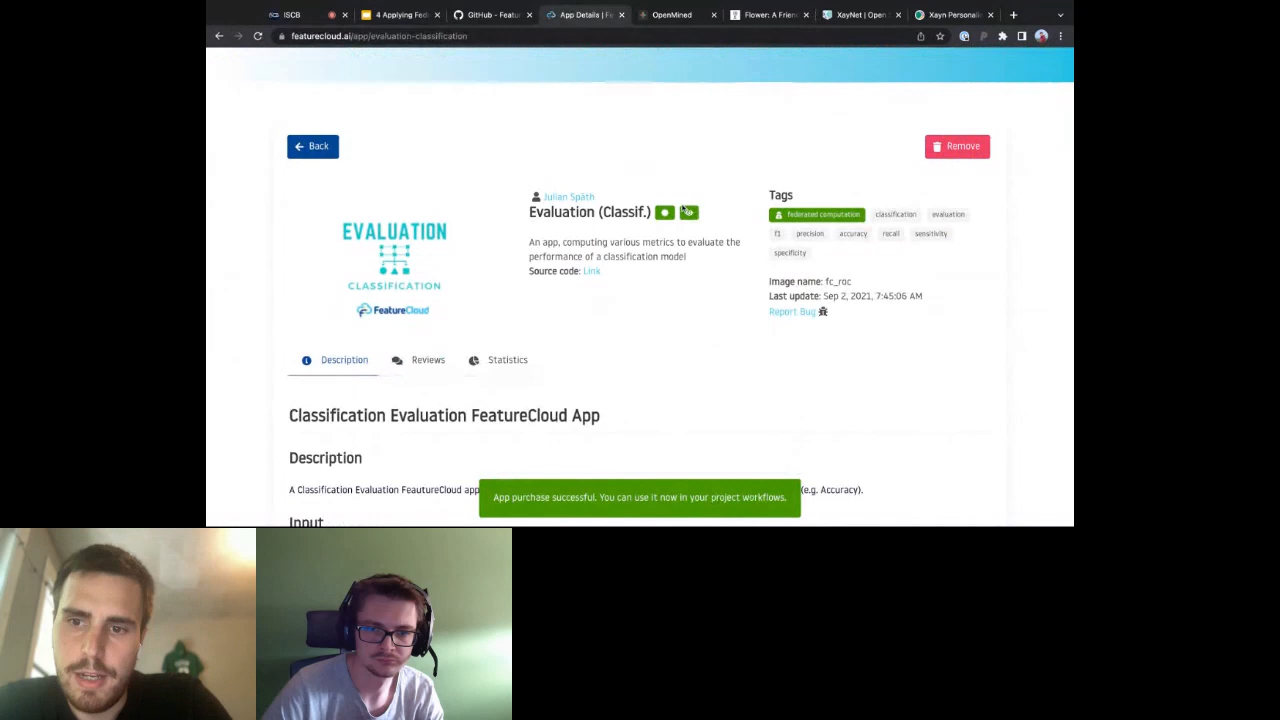 ISCB
4 Applying Fed
GitHub - Feature
App Details | Fe
OpenMined
Flower: A Frien
XayNet | Open
Xayn Personali
featurecloud.ai/app/evaluation-classification
Back
Remove
EVALUATION
CLASSIFICATION
FeatureCloud
Julian Späth
Evaluation (Classif.)
An app, computing various metrics to evaluate the
performance of a classification model
Source code: Link
Tags
federated computation classification evaluation
f1 precision accuracy recall sensitivity
specificity
Image name: fc_roc
Last update: Sep 2, 2021, 7:45:06 AM
Report Bug
Description Reviews Statistics
Classification Evaluation FeatureCloud App
Description
A Classification Evaluation FeautureCloud app (e.g. Accuracy).
App purchase successful. You can use it now in your project workflows.
Input